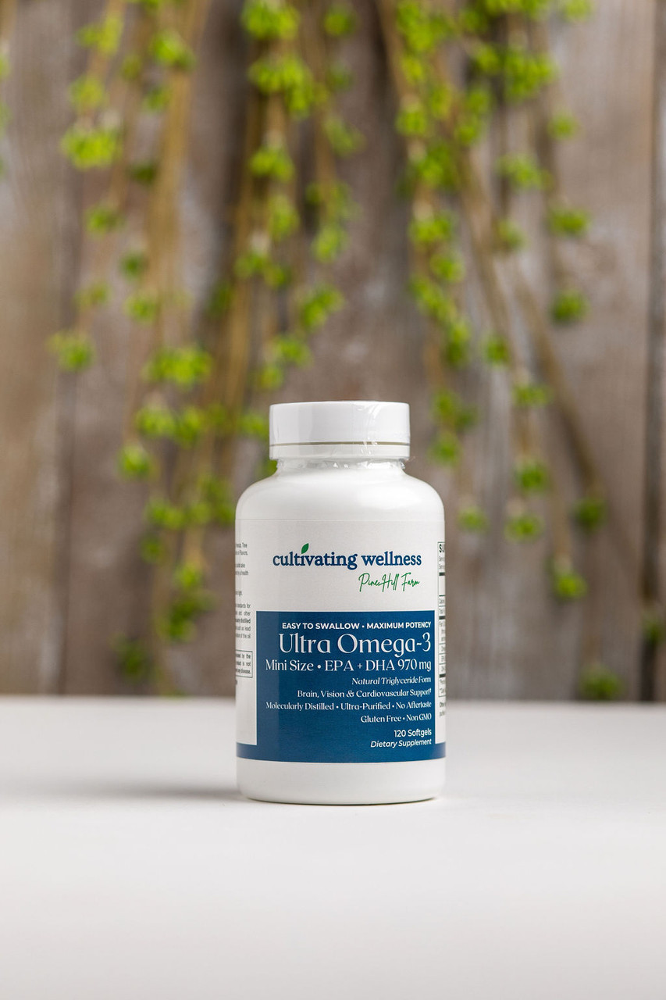 cultivating wellness
Pine Hill Farm
EASY TO SWALLOW • MAXIMUM POTENCY
Ultra Omega-3
Mini Size • EPA + DHA 970 mg
Natural Triglyceride Form
Brain, Vision & Cardiovascular Support†
Molecularly Distilled • Ultra-Purified • No Aftertaste
Gluten Free • Non GMO
120 Softgels
Dietary Supplement